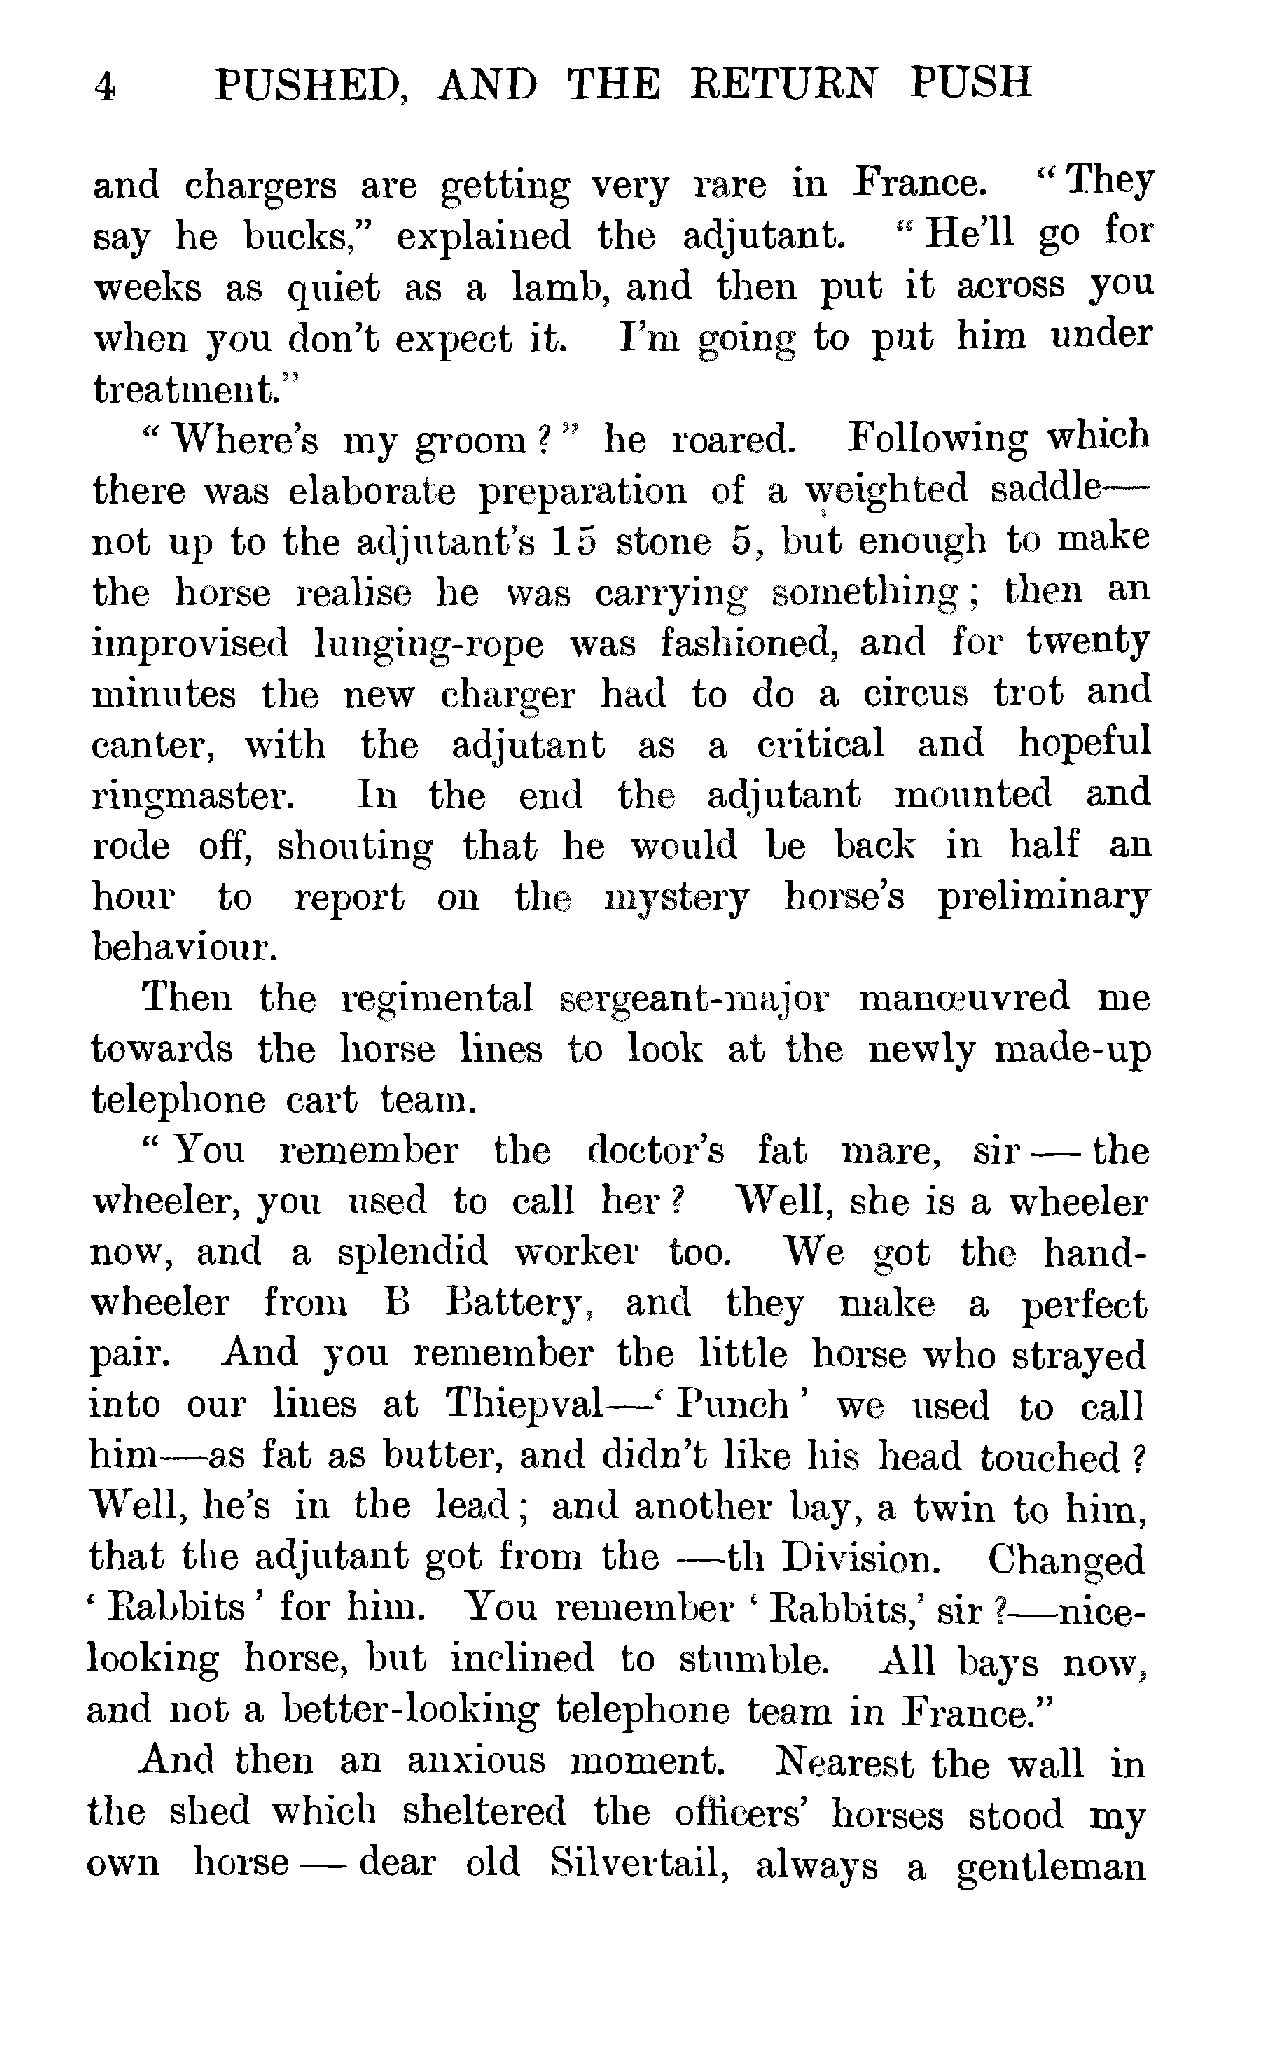 4 PUSHED, AND THE RETURN PUSH
and chargers are getting very rare in France. “They
say he bucks,” explained the adjutant. “He’ll go for
weeks as quiet as a lamb, and then put it across you
when you don’t expect it. I’m going to put him under
treatment.”
“Where’s my groom?” he roared. Following which
there was elaborate preparation of a weighted saddle—
not up to the adjutant’s 15 stone 5, but enough to make
the horse realise he was carrying something; then an
improvised lunging-rope was fashioned, and for twenty
minutes the new charger had to do a circus trot and
canter, with the adjutant as a critical and hopeful
ringmaster. In the end the adjutant mounted and
rode off, shouting that he would be back in half an
hour to report on the mystery horse’s preliminary
behaviour.
Then the regimental sergeant-major manœuvred me
towards the horse lines to look at the newly made-up
telephone cart team.
“You remember the doctor’s fat mare, sir — the
wheeler, you used to call her? Well, she is a wheeler
now, and a splendid worker too. We got the hand-
wheeler from B Battery, and they make a perfect
pair. And you remember the little horse who strayed
into our lines at Thiepval—‘Punch’ we used to call
him—as fat as butter, and didn’t like his head touched?
Well, he’s in the lead; and another bay, a twin to him,
that the adjutant got from the —th Division. Changed
‘Rabbits’ for him. You remember ‘Rabbits,’ sir?—nice-
looking horse, but inclined to stumble. All bays now,
and not a better-looking telephone team in France.”
And then an anxious moment. Nearest the wall in
the shed which sheltered the officers’ horses stood my
own horse — dear old Silvertail, always a gentleman